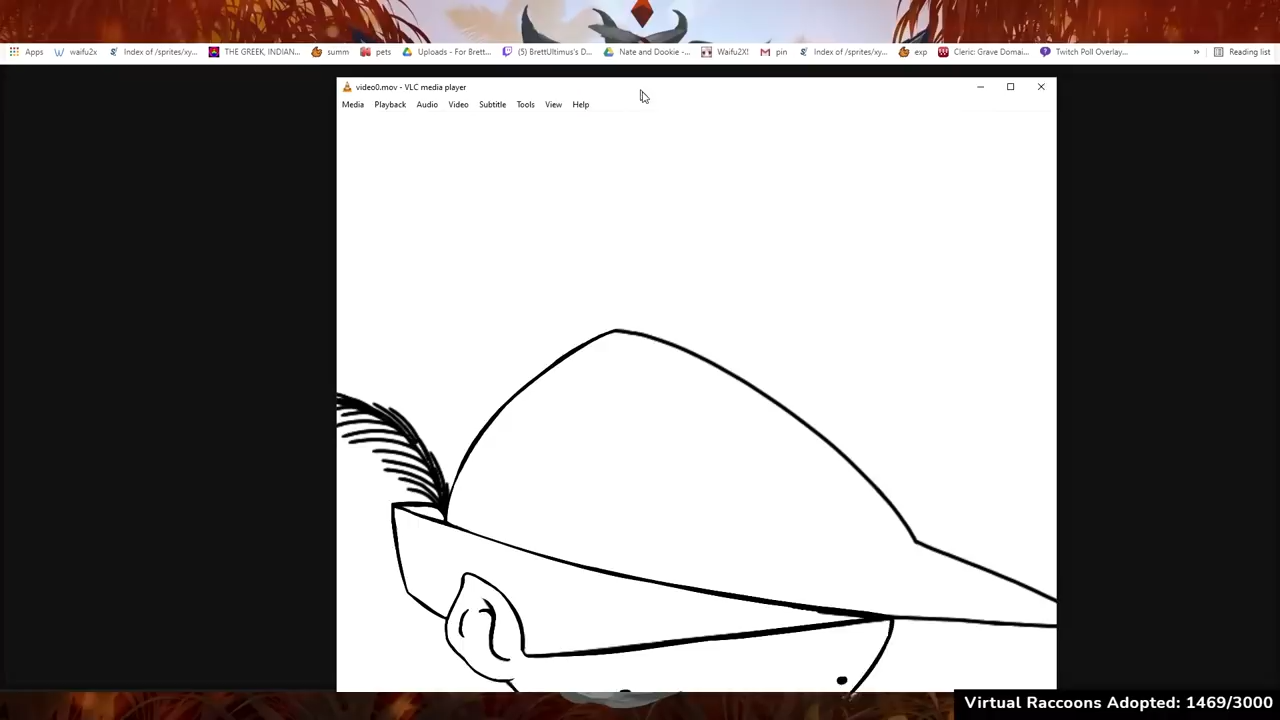 Apps waifu2x Index of /sprites/xy... THE GREEK, INDIAN... summ pets Uploads - For Brett... (5) BrettUltimus's D... Nate and Dookie -... Waifu2X! pin Index of /sprites/xy... exp Cleric: Grave Domai... Twitch Poll Overlay... » Reading list
video0.mov - VLC media player
Media Playback Audio Video Subtitle Tools View Help
Virtual Raccoons Adopted: 1469/3000